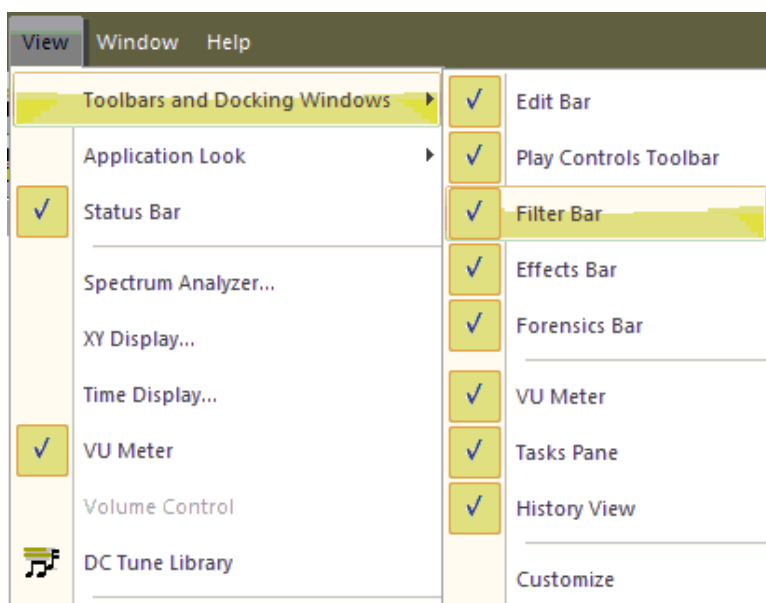 View Window Help
Toolbars and Docking Windows
Application Look
Status Bar
Spectrum Analyzer...
XY Display...
Time Display...
VU Meter
Volume Control
DC Tune Library
Edit Bar
Play Controls Toolbar
Filter Bar
Effects Bar
Forensics Bar
VU Meter
Tasks Pane
History View
Customize